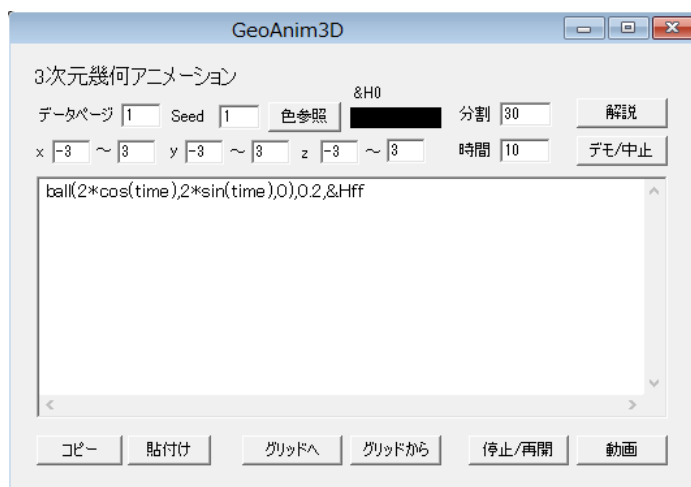 GeoAnim3D
3次元幾何アニメーション
&H0
データページ 1 Seed 1 色参照 分割 30 解説
x -3 ～ 3 y -3 ～ 3 z -3 ～ 3 時間 10 デモ/中止
ball(2*cos(time),2*sin(time),0),0.2,&Hff
コピー 貼付け グリッドへ グリッドから 停止/再開 動画